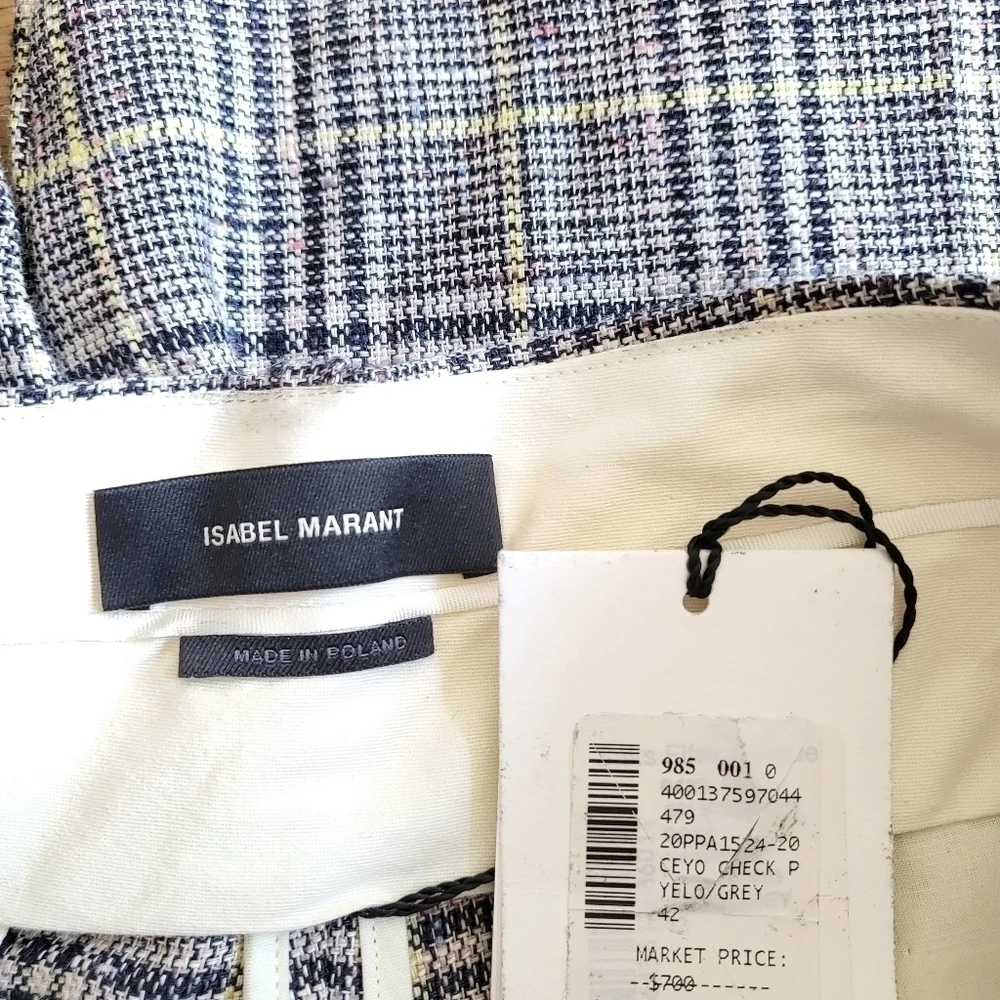 ISABEL MARANT
MADE IN POLAND
985 001 0
400137597044
479
20PPA1524-20
CEYO CHECK P
YELO/GREY
42
MARKET PRICE:
--$700-------